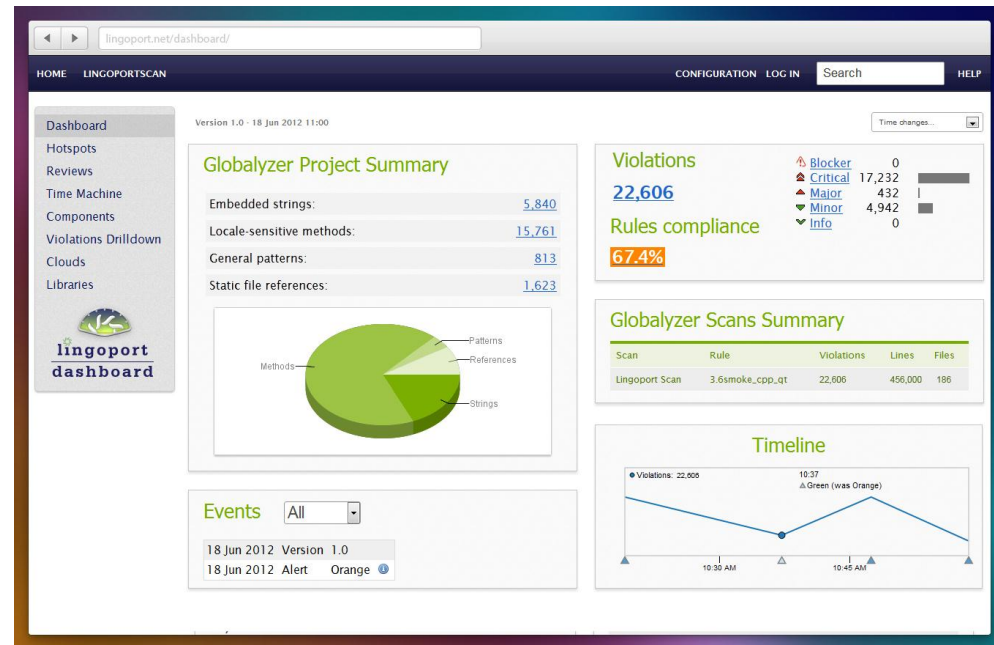 lingoport.net/dashboard/
HOME LINGOPORTSCAN CONFIGURATION LOG IN Search HELP
Dashboard
Hotspots
Reviews
Time Machine
Components
Violations Drilldown
Clouds
Libraries
lingoport
dashboard
Version 1.0 - 18 Jun 2012 11:00
Time changes...
Globalyzer Project Summary
Embedded strings: 5,840
Locale-sensitive methods: 15,761
General patterns: 813
Static file references: 1,623
Patterns
References
Methods
Strings
Events All
18 Jun 2012 Version 1.0
18 Jun 2012 Alert Orange
Violations
22,606
Rules compliance
67.4%
Blocker 0
Critical 17,232
Major 432
Minor 4,942
Info 0
Globalyzer Scans Summary
Scan Rule Violations Lines Files
Lingoport Scan 3.6smoke_cpp_qt 22,606 456,000 186
Timeline
Violations: 22,606 10:37
Green (was Orange)
10:30 AM 10:45 AM